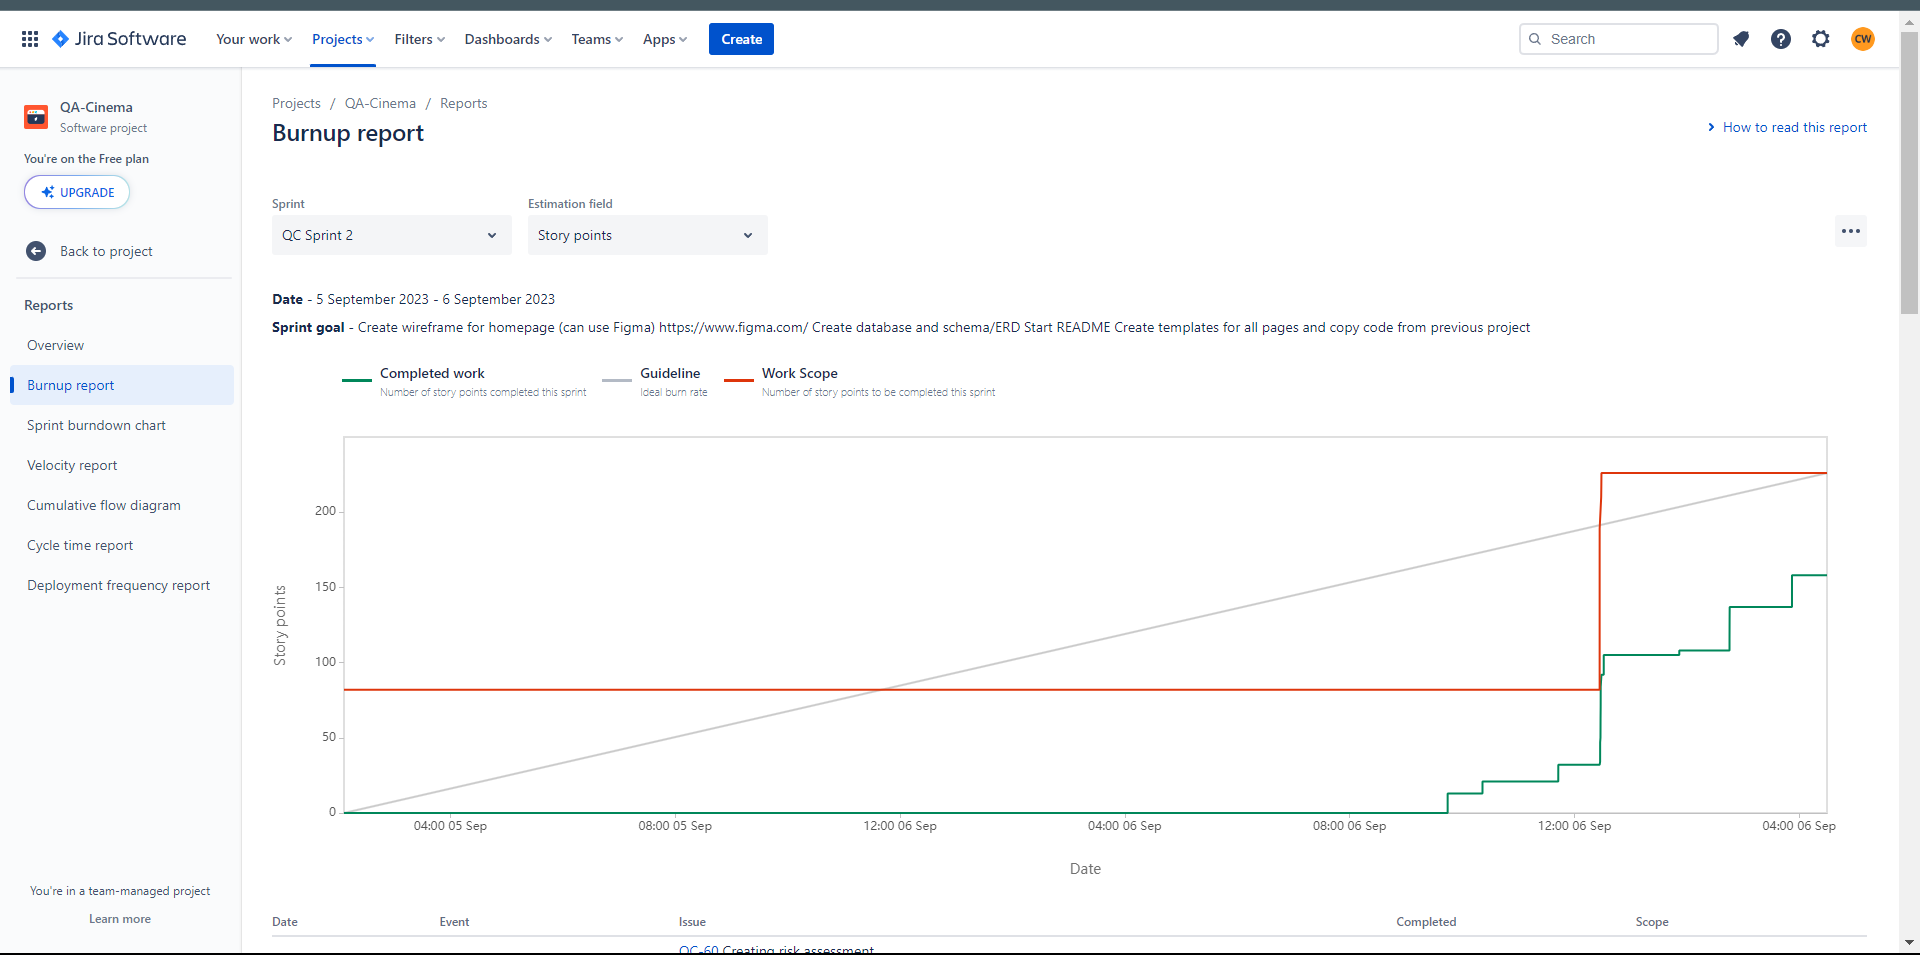 Jira Software
Your work
Projects
Filters
Dashboards
Teams
Apps
Create
Search
CW
QA-Cinema
Software project
You're on the Free plan
UPGRADE
Back to project
Reports
Overview
Burnup report
Sprint burndown chart
Velocity report
Cumulative flow diagram
Cycle time report
Deployment frequency report
You're in a team-managed project
Learn more
Projects / QA-Cinema / Reports
Burnup report
How to read this report
Sprint
Estimation field
QC Sprint 2
Story points
Date - 5 September 2023 - 6 September 2023
Sprint goal - Create wireframe for homepage (can use Figma) https://www.figma.com/ Create database and schema/ERD Start README Create templates for all pages and copy code from previous project
Completed work
Number of story points completed this sprint
Guideline
Ideal burn rate
Work Scope
Number of story points to be completed this sprint
Story points
200
150
100
50
0
04:00 05 Sep
08:00 05 Sep
12:00 06 Sep
04:00 06 Sep
08:00 06 Sep
12:00 06 Sep
04:00 06 Sep
Date
Date
Event
Issue
Completed
Scope
QC-60 Creating risk assessment